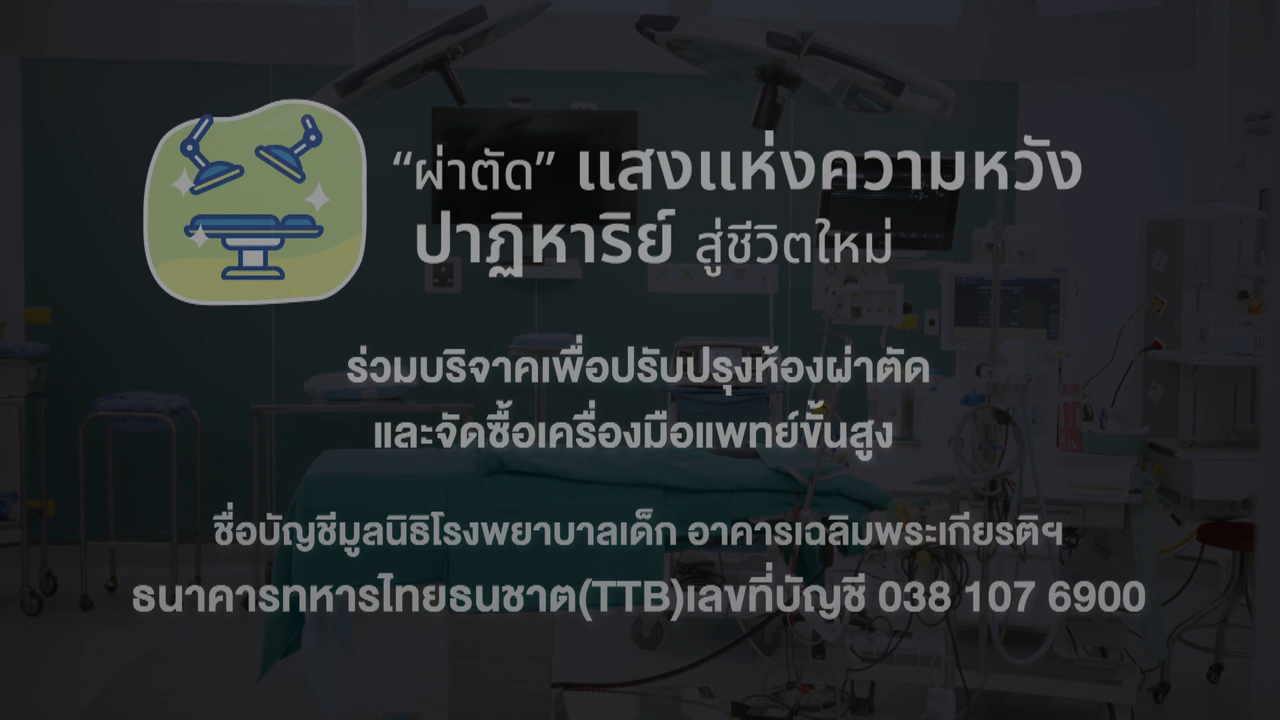 “ผ่าตัด” แสงแห่งความหวัง
ปาฏิหาริย์ สู่ชีวิตใหม่
ร่วมบริจาคเพื่อปรับปรุงห้องผ่าตัด
และจัดซื้อเครื่องมือแพทย์ขั้นสูง
ชื่อบัญชีมูลนิธิโรงพยาบาลเด็ก อาคารเฉลิมพระเกียรติฯ
ธนาคารทหารไทยธนชาต(TTB)เลขที่บัญชี 038 107 6900